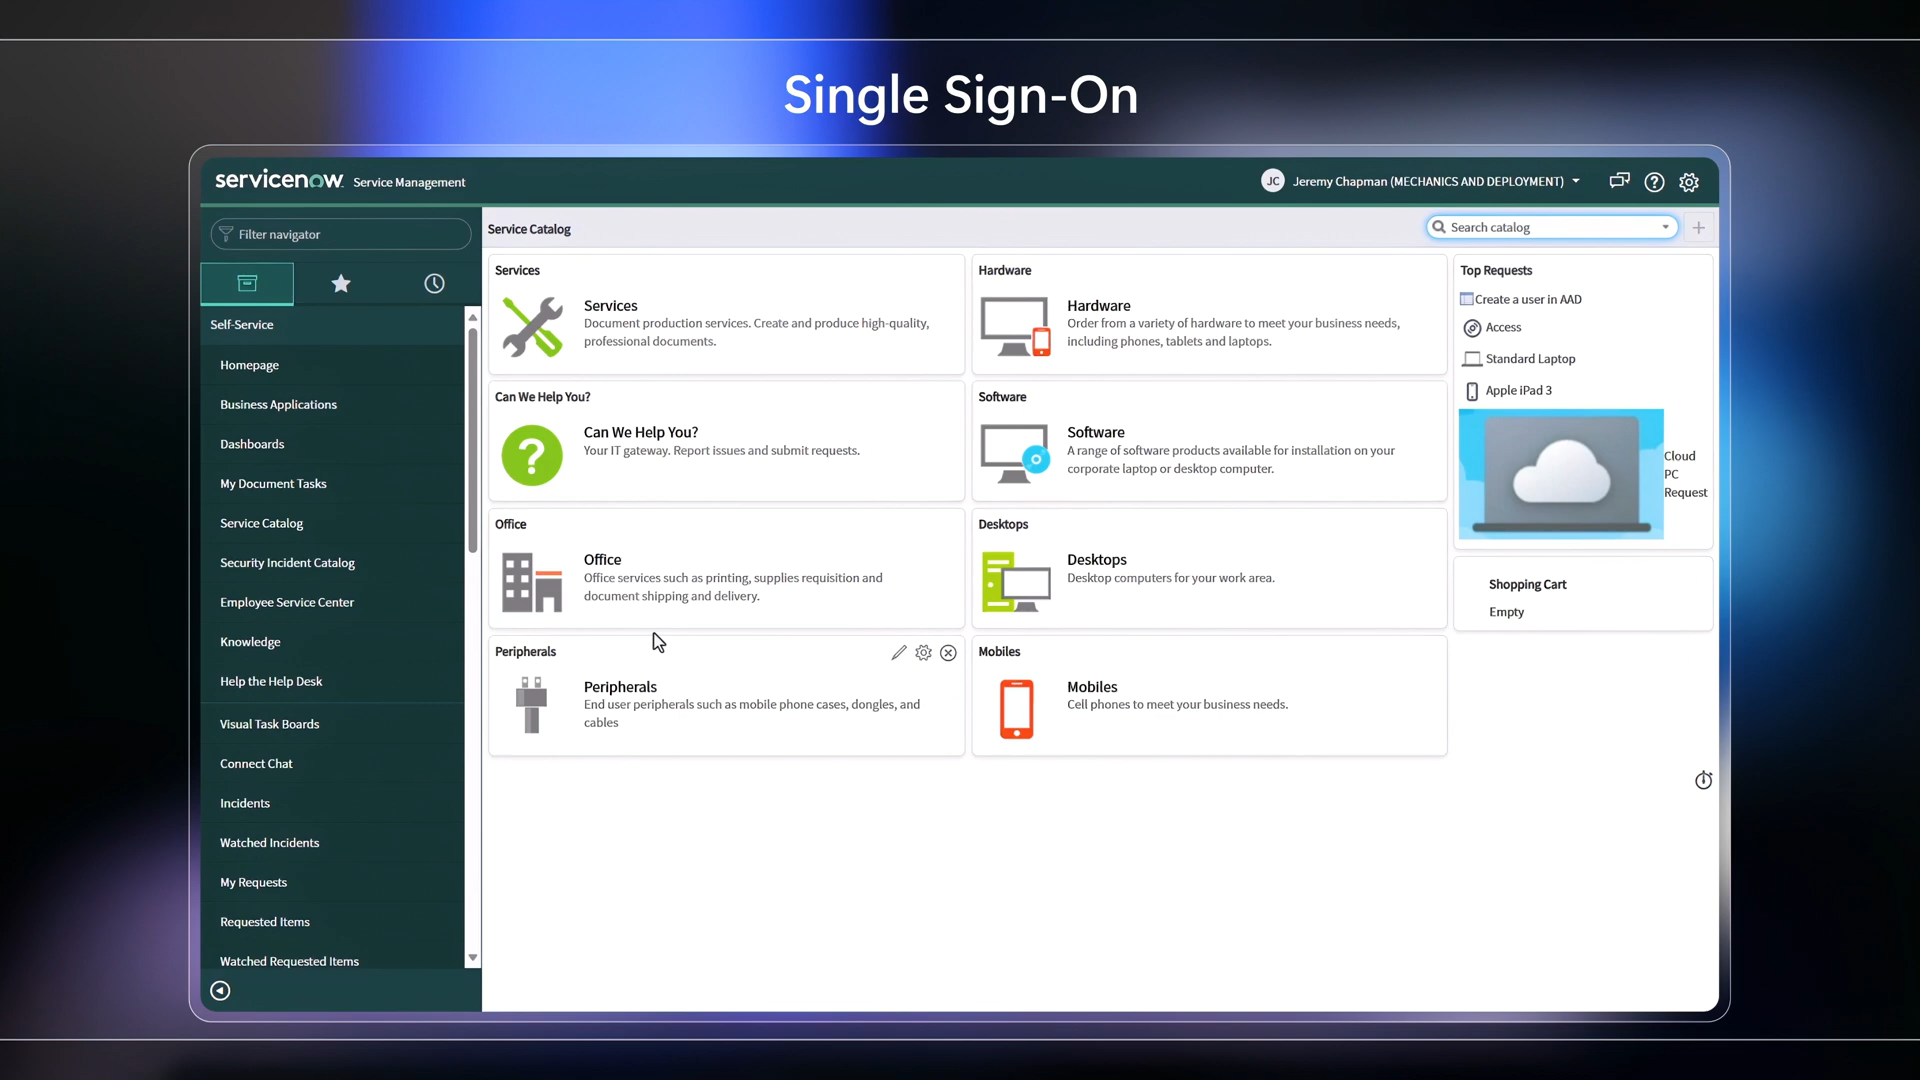 Single Sign-On
servicenow Service Management
JC Jeremy Chapman (MECHANICS AND DEPLOYMENT)
Filter navigator
Self-Service
Homepage
Business Applications
Dashboards
My Document Tasks
Service Catalog
Security Incident Catalog
Employee Service Center
Knowledge
Help the Help Desk
Visual Task Boards
Connect Chat
Incidents
Watched Incidents
My Requests
Requested Items
Watched Requested Items
Service Catalog
Search catalog
Services
Services
Document production services. Create and produce high-quality,
professional documents.
Hardware
Hardware
Order from a variety of hardware to meet your business needs,
including phones, tablets and laptops.
Can We Help You?
?
Can We Help You?
Your IT gateway. Report issues and submit requests.
Software
Software
A range of software products available for installation on your
corporate laptop or desktop computer.
Office
Office
Office services such as printing, supplies requisition and
document shipping and delivery.
Desktops
Desktops
Desktop computers for your work area.
Peripherals
Peripherals
End user peripherals such as mobile phone cases, dongles, and
cables
Mobiles
Mobiles
Cell phones to meet your business needs.
Top Requests
Create a user in AAD
Access
Standard Laptop
Apple iPad 3
Cloud
PC
Request
Shopping Cart
Empty